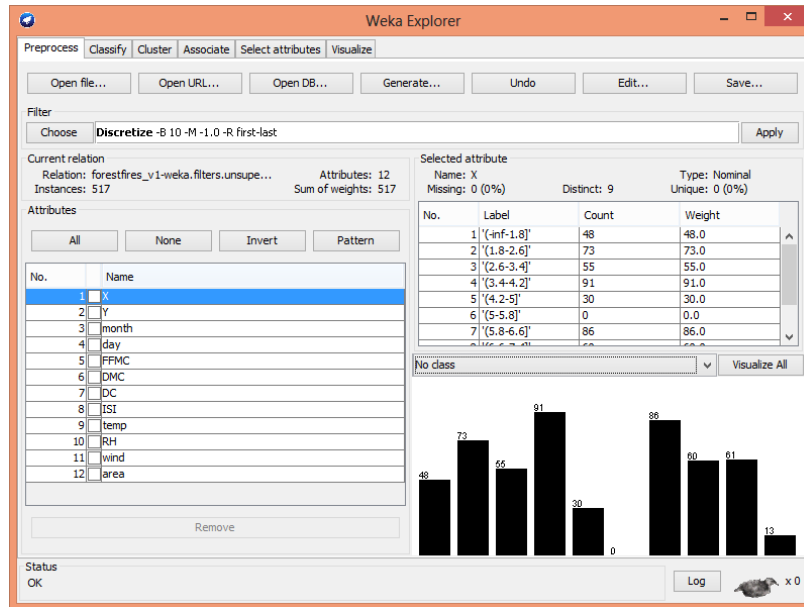 Weka Explorer
Preprocess Classify Cluster Associate Select attributes Visualize
Open file... Open URL... Open DB... Generate... Undo Edit... Save...
Filter
Choose Discretize -B 10 -M -1.0 -R first-last Apply
Current relation
Relation: forestfires_v1-weka.filters.unsupe... Attributes: 12
Instances: 517 Sum of weights: 517
Selected attribute
Name: X Type: Nominal
Missing: 0 (0%) Distinct: 9 Unique: 0 (0%)
Attributes
All None Invert Pattern
No. Name
1 X
2 Y
3 month
4 day
5 FFMC
6 DMC
7 DC
8 ISI
9 temp
10 RH
11 wind
12 area
Remove
No. Label Count Weight
1 '(-inf-1.8]' 48 48.0
2 '(1.8-2.6]' 73 73.0
3 '(2.6-3.4]' 55 55.0
4 '(3.4-4.2]' 91 91.0
5 '(4.2-5]' 30 30.0
6 '(5-5.8]' 0 0.0
7 '(5.8-6.6]' 86 86.0
No class Visualize All
48 73 55 91 30 0 86 60 61 13
Status
OK
Log x 0